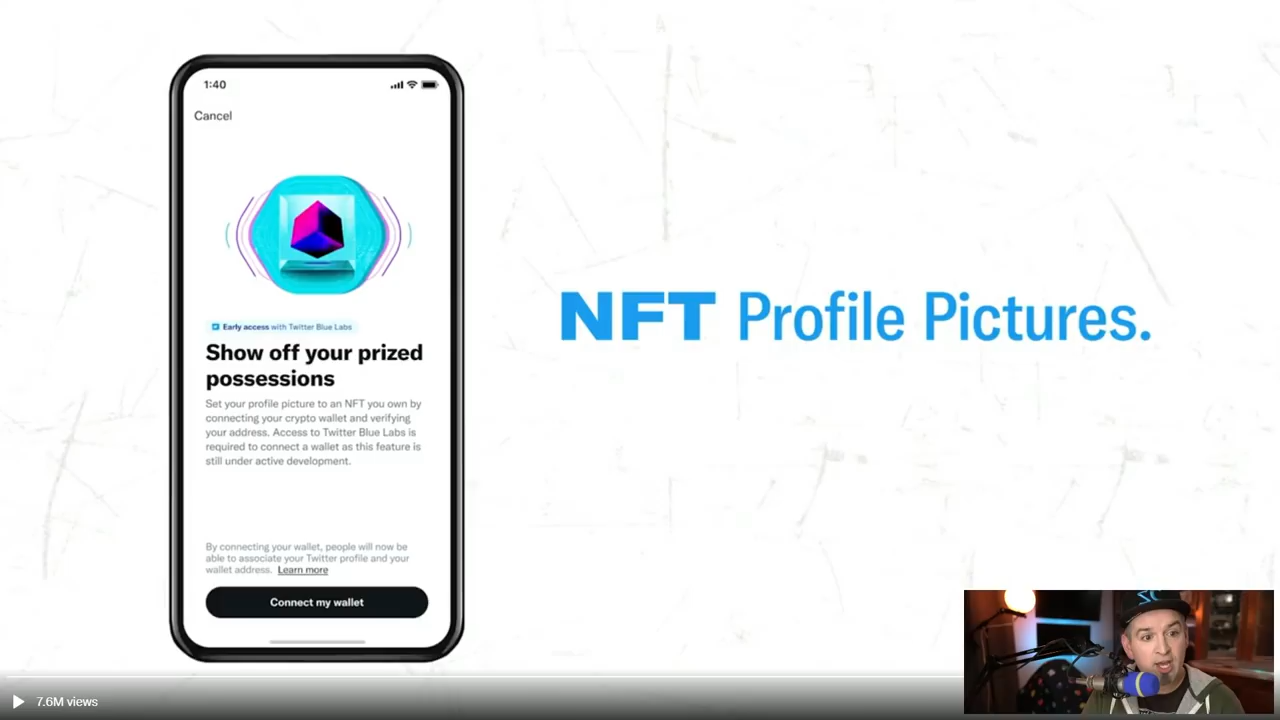 1:40
Cancel
NFT Profile Pictures.
Early access with Twitter Blue Labs
Show off your prized
possessions
Set your profile picture to an NFT you own by
connecting your crypto wallet and verifying
your address. Access to Twitter Blue Labs is
required to connect a wallet as this feature is
still under active development.
By connecting your wallet, people will now be
able to associate your Twitter profile and your
wallet address. Learn more
Connect my wallet
7.6M views